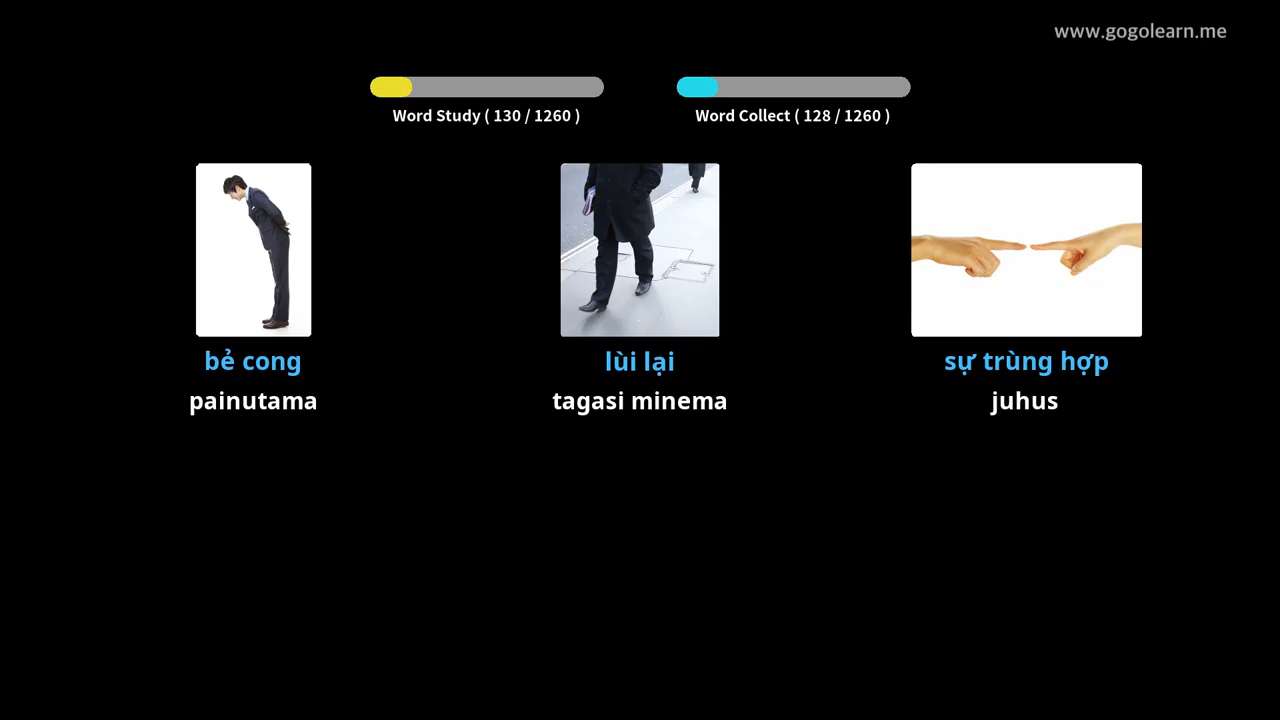 www.gogolearn.me
Word Study ( 130 / 1260 )
Word Collect ( 128 / 1260 )
bẻ cong
painutama
lùi lại
tagasi minema
sự trùng hợp
juhus